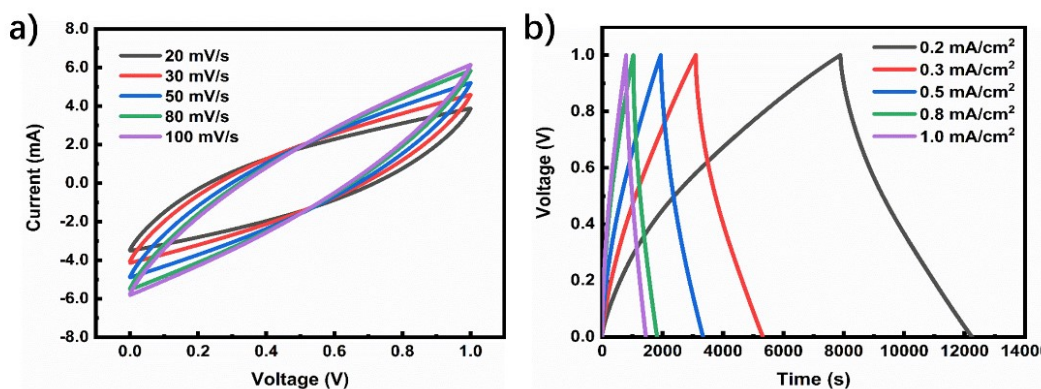 a)
8.0
6.0
4.0
2.0
0.0
-2.0
-4.0
-6.0
-8.0
Current (mA)
20 mV/s
30 mV/s
50 mV/s
80 mV/s
100 mV/s
0.0 0.2 0.4 0.6 0.8 1.0
Voltage (V)
b)
1.0
0.8
0.6
0.4
0.2
0.0
Voltage (V)
0.2 mA/cm²
0.3 mA/cm²
0.5 mA/cm²
0.8 mA/cm²
1.0 mA/cm²
0 2000 4000 6000 8000 10000 12000
Time (s)